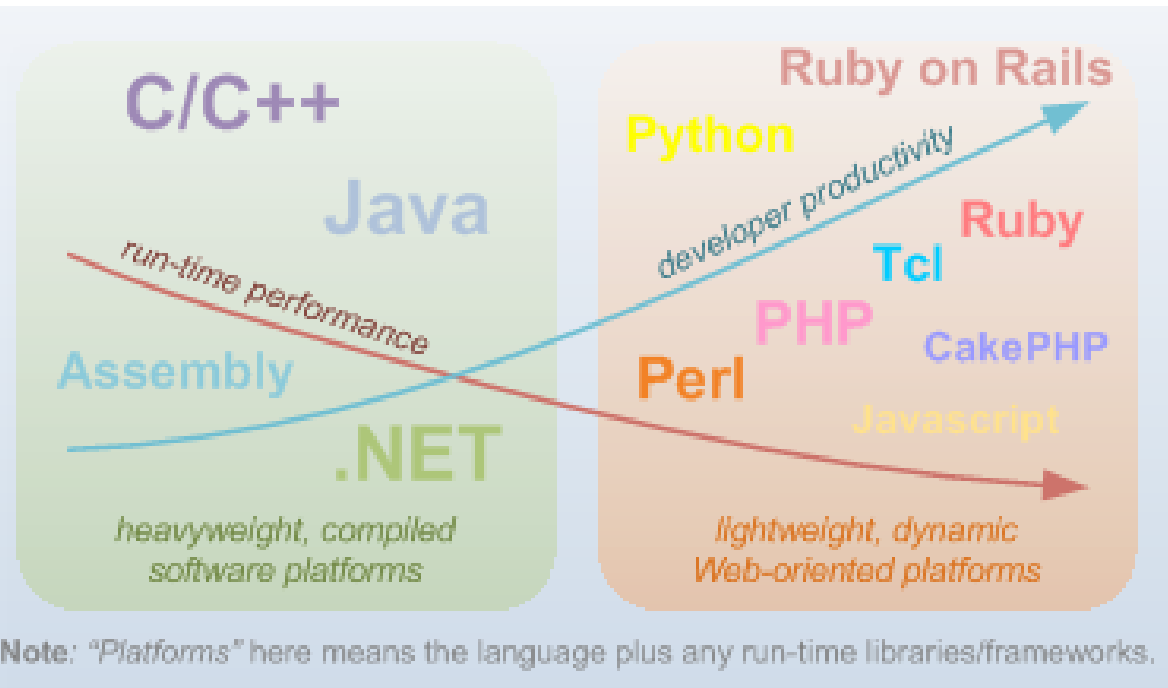 C/C++
Java
run-time performance
Assembly
.NET
heavyweight, compiled
software platforms
Ruby on Rails
Python
developer productivity
Ruby
Tcl
PHP
CakePHP
Perl
Javascript
lightweight, dynamic
Web-oriented platforms
Note: “Platforms” here means the language plus any run-time libraries/frameworks.